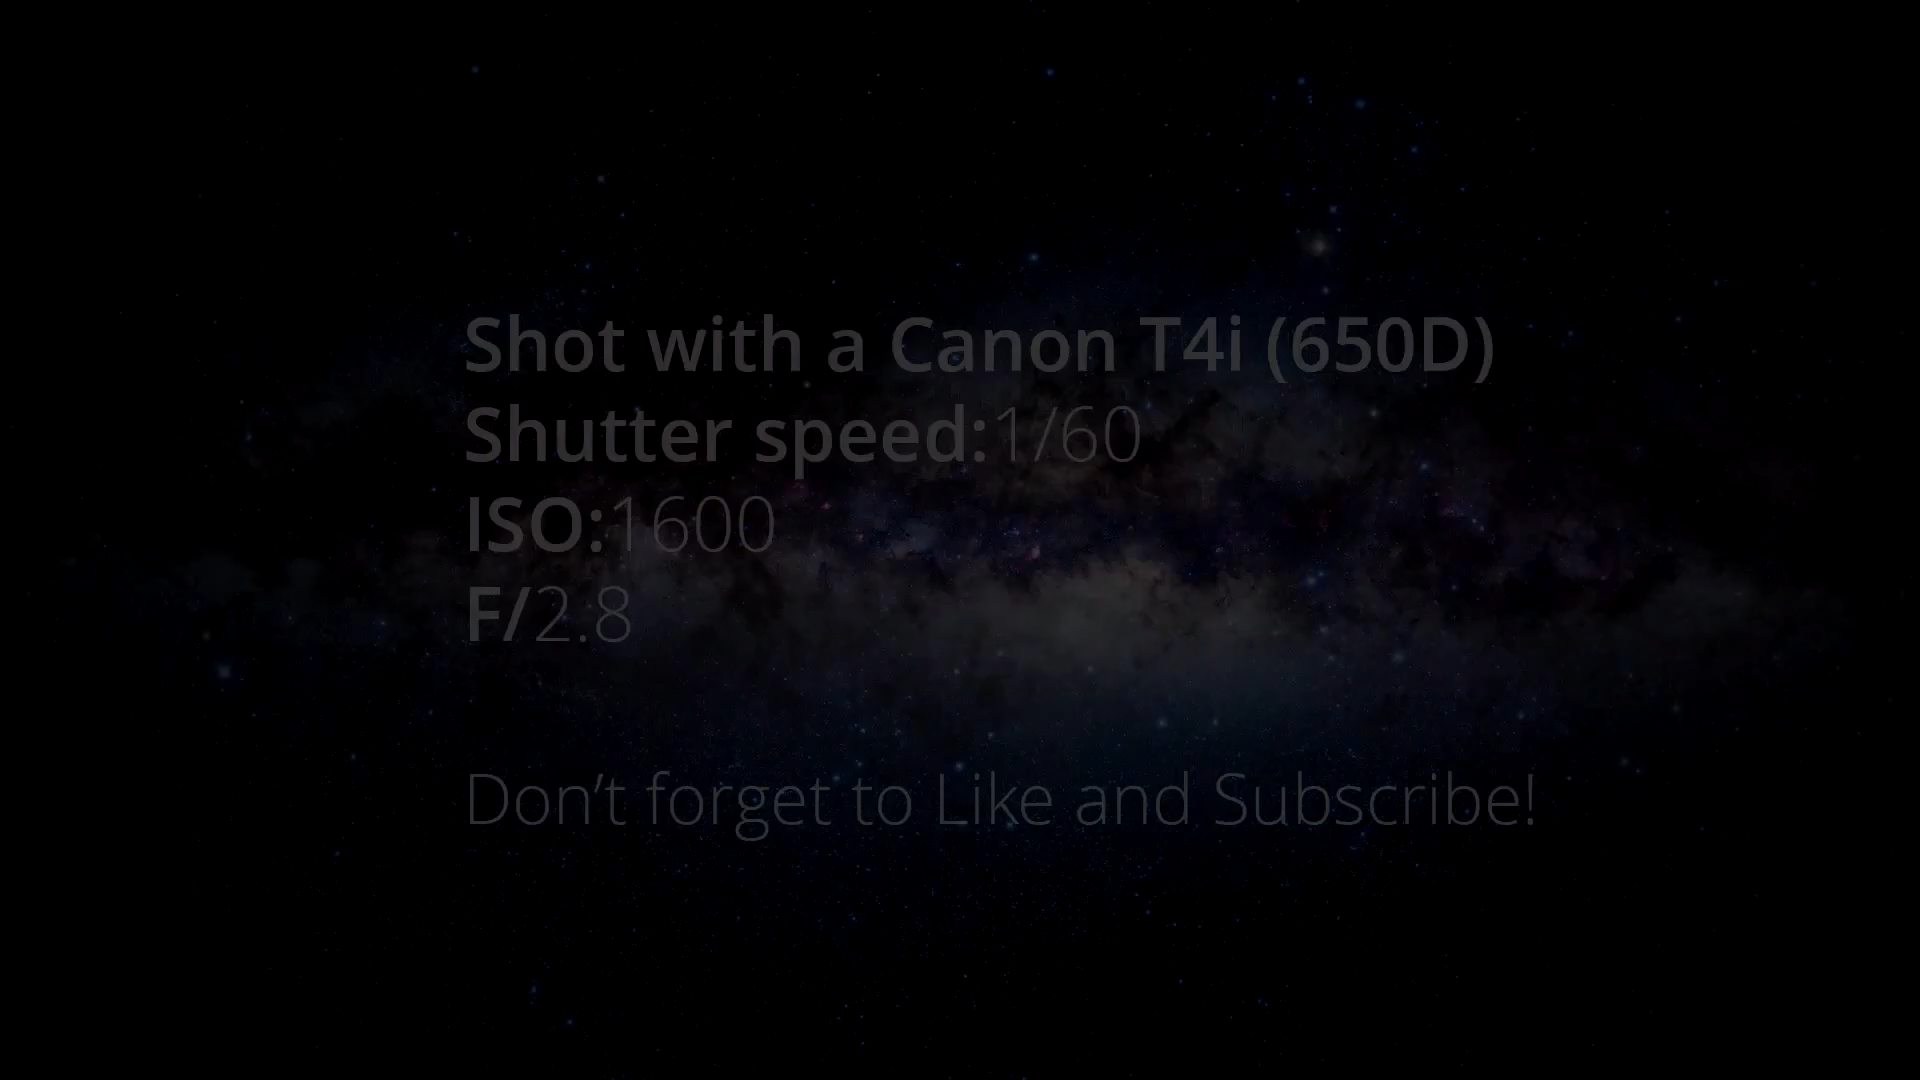 Shot with a Canon T4i (650D)
Shutter speed:1/60
ISO:1600
F/2.8
Don’t forget to Like and Subscribe!